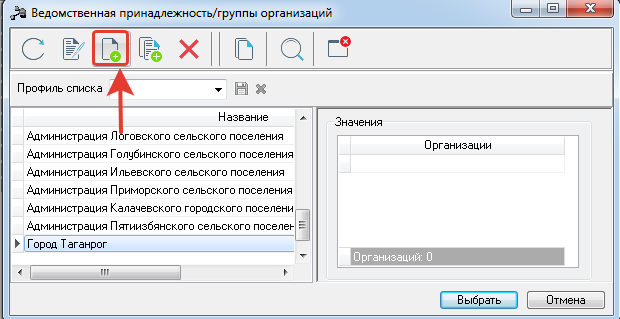 Ведомственная принадлежность/группы организаций
Профиль списка
Название
Администрация Логовского сельского поселения
Администрация Голубинского сельского поселения
Администрация Ильевского сельского поселения
Администрация Приморского сельского поселения
Администрация Калачевского городского поселени
Администрация Пятиизбянского сельского поселен
Город Таганрог
Значения
Организации
Организаций: 0
Выбрать
Отмена